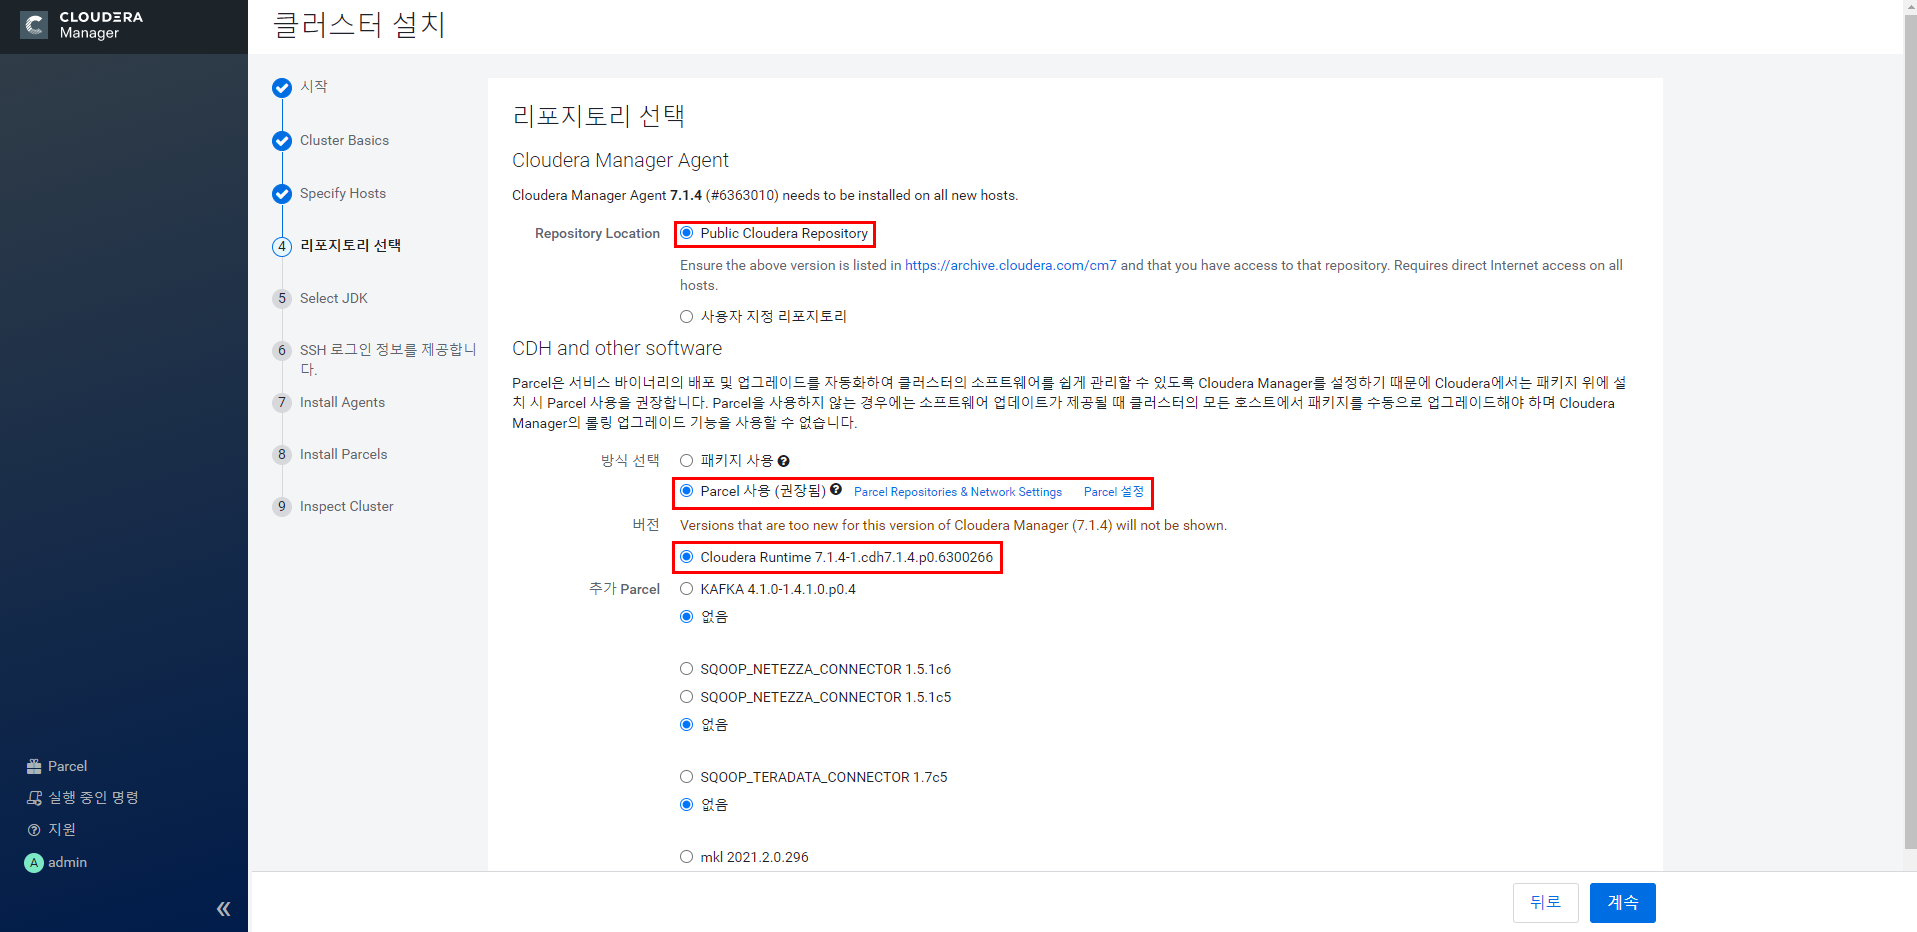 CLOUDERA
Manager
클러스터 설치
시작
Cluster Basics
Specify Hosts
4 리포지토리 선택
5 Select JDK
6 SSH 로그인 정보를 제공합니
다.
7 Install Agents
8 Install Parcels
9 Inspect Cluster
Parcel
실행 중인 명령
지원
A admin
리포지토리 선택
Cloudera Manager Agent
Cloudera Manager Agent 7.1.4 (#6363010) needs to be installed on all new hosts.
Repository Location Public Cloudera Repository
Ensure the above version is listed in https://archive.cloudera.com/cm7 and that you have access to that repository. Requires direct Internet access on all
hosts.
사용자 지정 리포지토리
CDH and other software
Parcel은 서비스 바이너리의 배포 및 업그레이드를 자동화하여 클러스터의 소프트웨어를 쉽게 관리할 수 있도록 Cloudera Manager를 설정하기 때문에 Cloudera에서는 패키지 위에 설
치 시 Parcel 사용을 권장합니다. Parcel을 사용하지 않는 경우에는 소프트웨어 업데이트가 제공될 때 클러스터의 모든 호스트에서 패키지를 수동으로 업그레이드해야 하며 Cloudera
Manager의 롤링 업그레이드 기능을 사용할 수 없습니다.
방식 선택 패키지 사용 ?
Parcel 사용 (권장됨) ? Parcel Repositories & Network Settings Parcel 설정
버전 Versions that are too new for this version of Cloudera Manager (7.1.4) will not be shown.
Cloudera Runtime 7.1.4-1.cdh7.1.4.p0.6300266
추가 Parcel KAFKA 4.1.0-1.4.1.0.p0.4
없음
SQOOP_NETEZZA_CONNECTOR 1.5.1c6
SQOOP_NETEZZA_CONNECTOR 1.5.1c5
없음
SQOOP_TERADATA_CONNECTOR 1.7c5
없음
mkl 2021.2.0.296
뒤로 계속